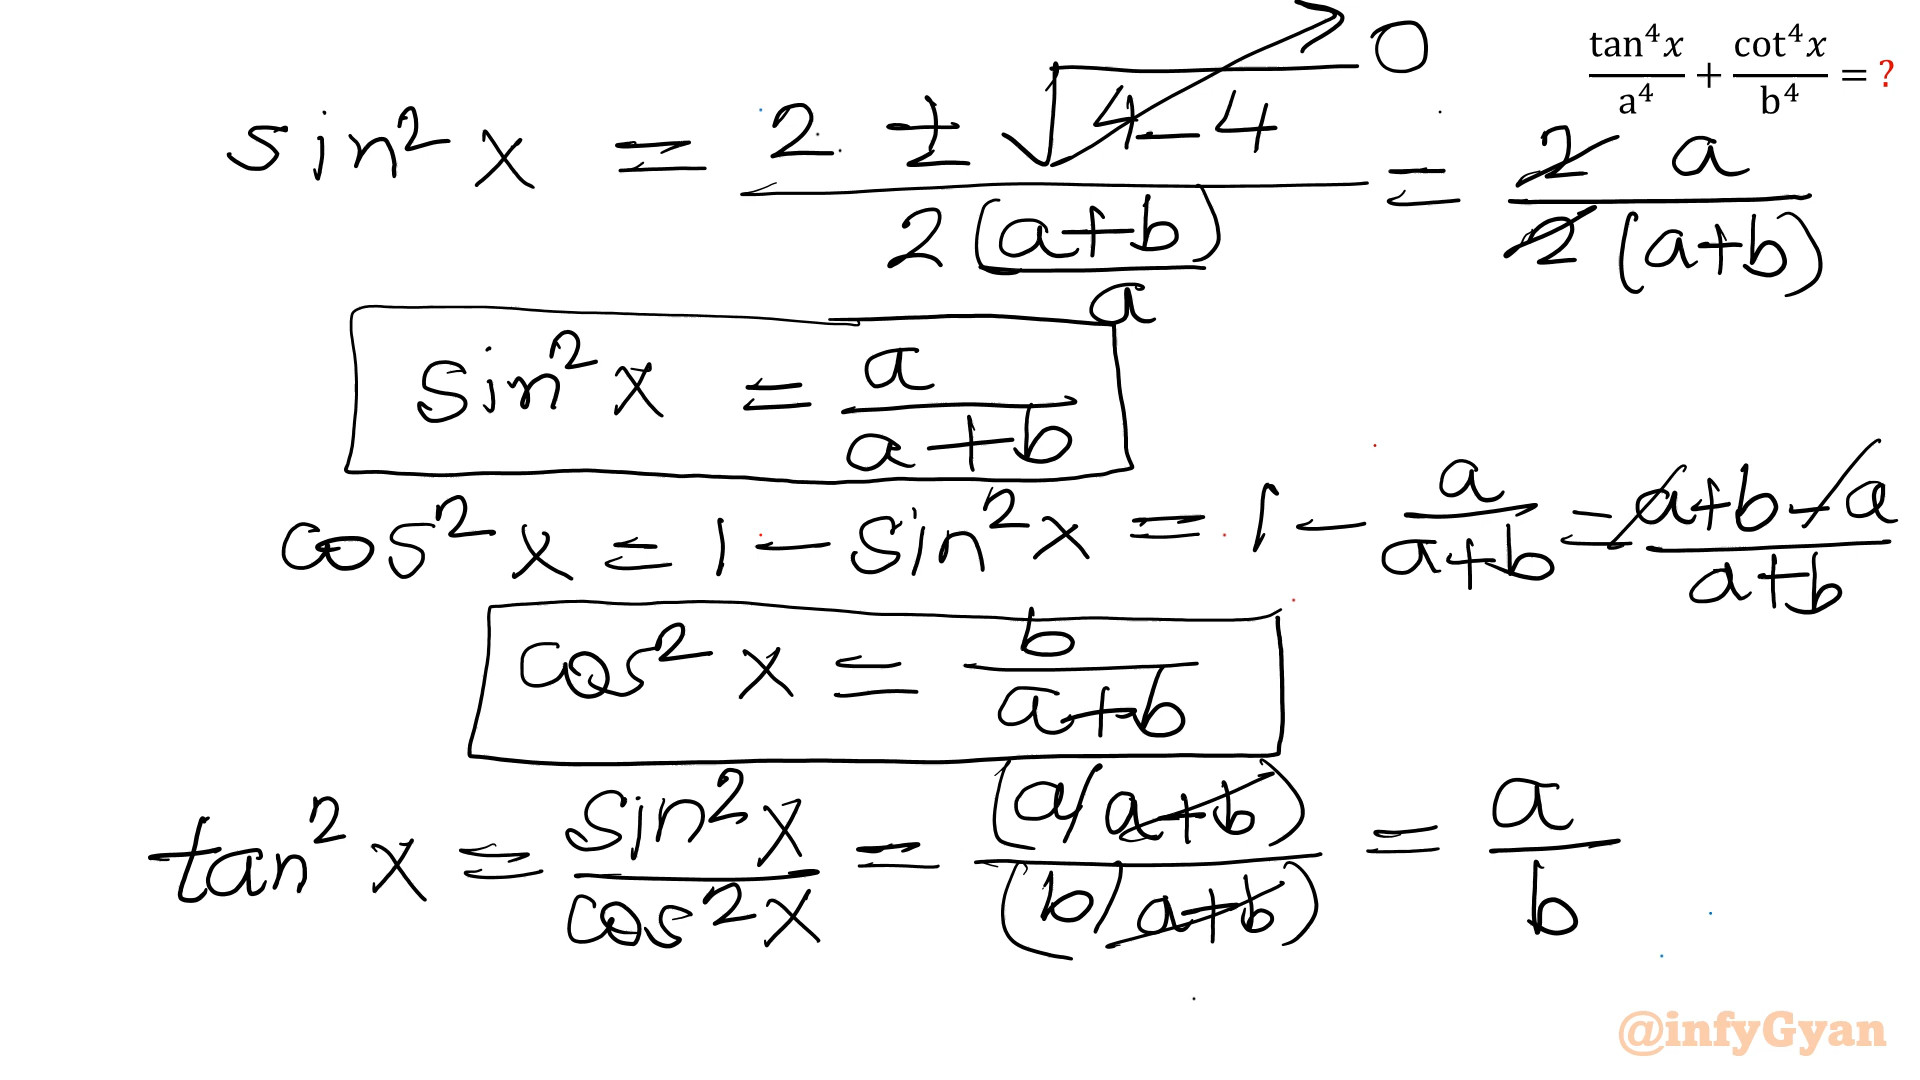 tan⁴x/a⁴ + cot⁴x/b⁴ = ?
sin²x = (2 ± √(4-4))/(2(a+b)/a) → 0 = 2a/(2(a+b))
sin²x = a/(a+b)
cos²x = 1 - sin²x = 1 - a/(a+b) = (a+b-a)/(a+b)
cos²x = b/(a+b)
tan²x = sin²x/cos²x = (a/a+b)/(b/a+b) = a/b
@infyGyan